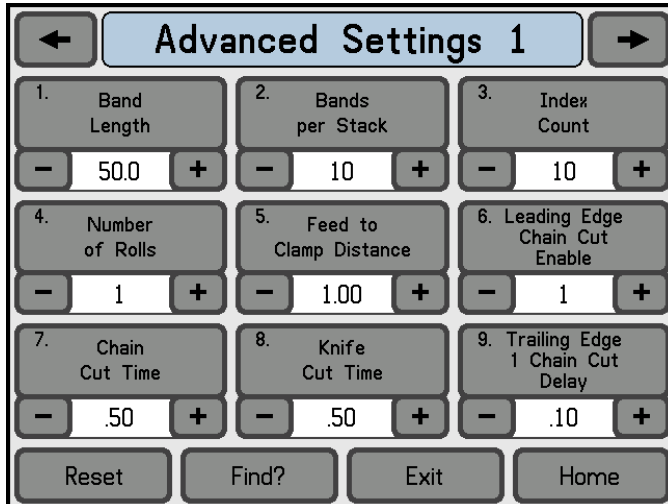 Advanced Settings 1
1. Band
Length
- 50.0 +
2. Bands
per Stack
- 10 +
3. Index
Count
- 10 +
4. Number
of Rolls
- 1 +
5. Feed to
Clamp Distance
- 1.00 +
6. Leading Edge
Chain Cut
Enable
- 1 +
7. Chain
Cut Time
- .50 +
8. Knife
Cut Time
- .50 +
9. Trailing Edge
1 Chain Cut
Delay
- .10 +
Reset
Find?
Exit
Home